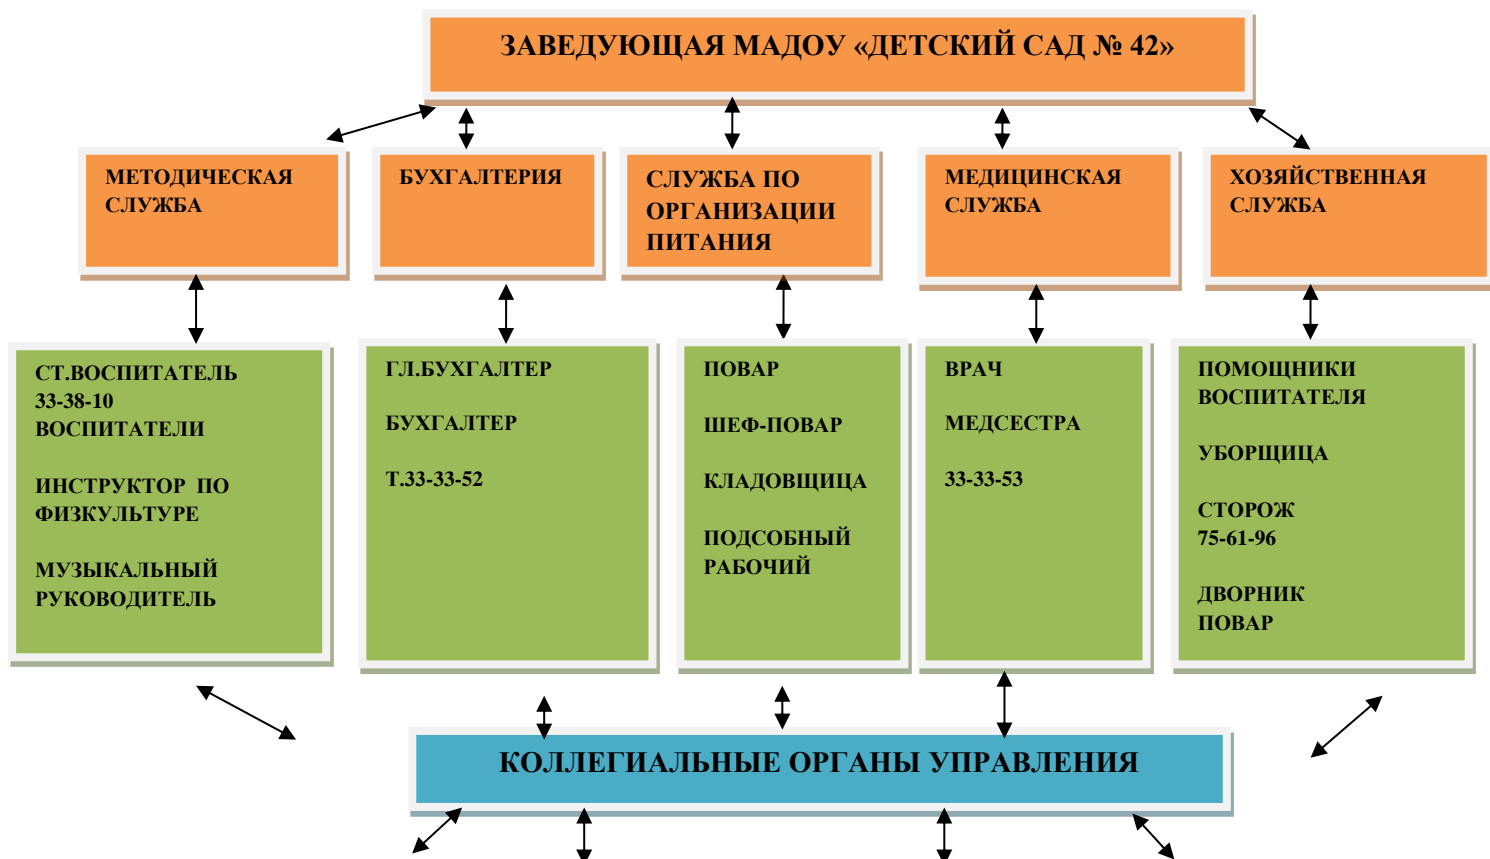 ЗАВЕДУЮЩАЯ МАДОУ «ДЕТСКИЙ САД № 42»
МЕТОДИЧЕСКАЯ
СЛУЖБА
БУХГАЛТЕРИЯ
СЛУЖБА ПО
ОРГАНИЗАЦИИ
ПИТАНИЯ
МЕДИЦИНСКАЯ
СЛУЖБА
ХОЗЯЙСТВЕННАЯ
СЛУЖБА
СТ.ВОСПИТАТЕЛЬ
33-38-10
ВОСПИТАТЕЛИ
ИНСТРУКТОР ПО
ФИЗКУЛЬТУРЕ
МУЗЫКАЛЬНЫЙ
РУКОВОДИТЕЛЬ
ГЛ.БУХГАЛТЕР
БУХГАЛТЕР
Т.33-33-52
ПОВАР
ШЕФ-ПОВАР
КЛАДОВЩИЦА
ПОДСОБНЫЙ
РАБОЧИЙ
ВРАЧ
МЕДСЕСТРА
33-33-53
ПОМОЩНИКИ
ВОСПИТАТЕЛЯ
УБОРЩИЦА
СТОРОЖ
75-61-96
ДВОРНИК
ПОВАР
КОЛЛЕГИАЛЬНЫЕ ОРГАНЫ УПРАВЛЕНИЯ